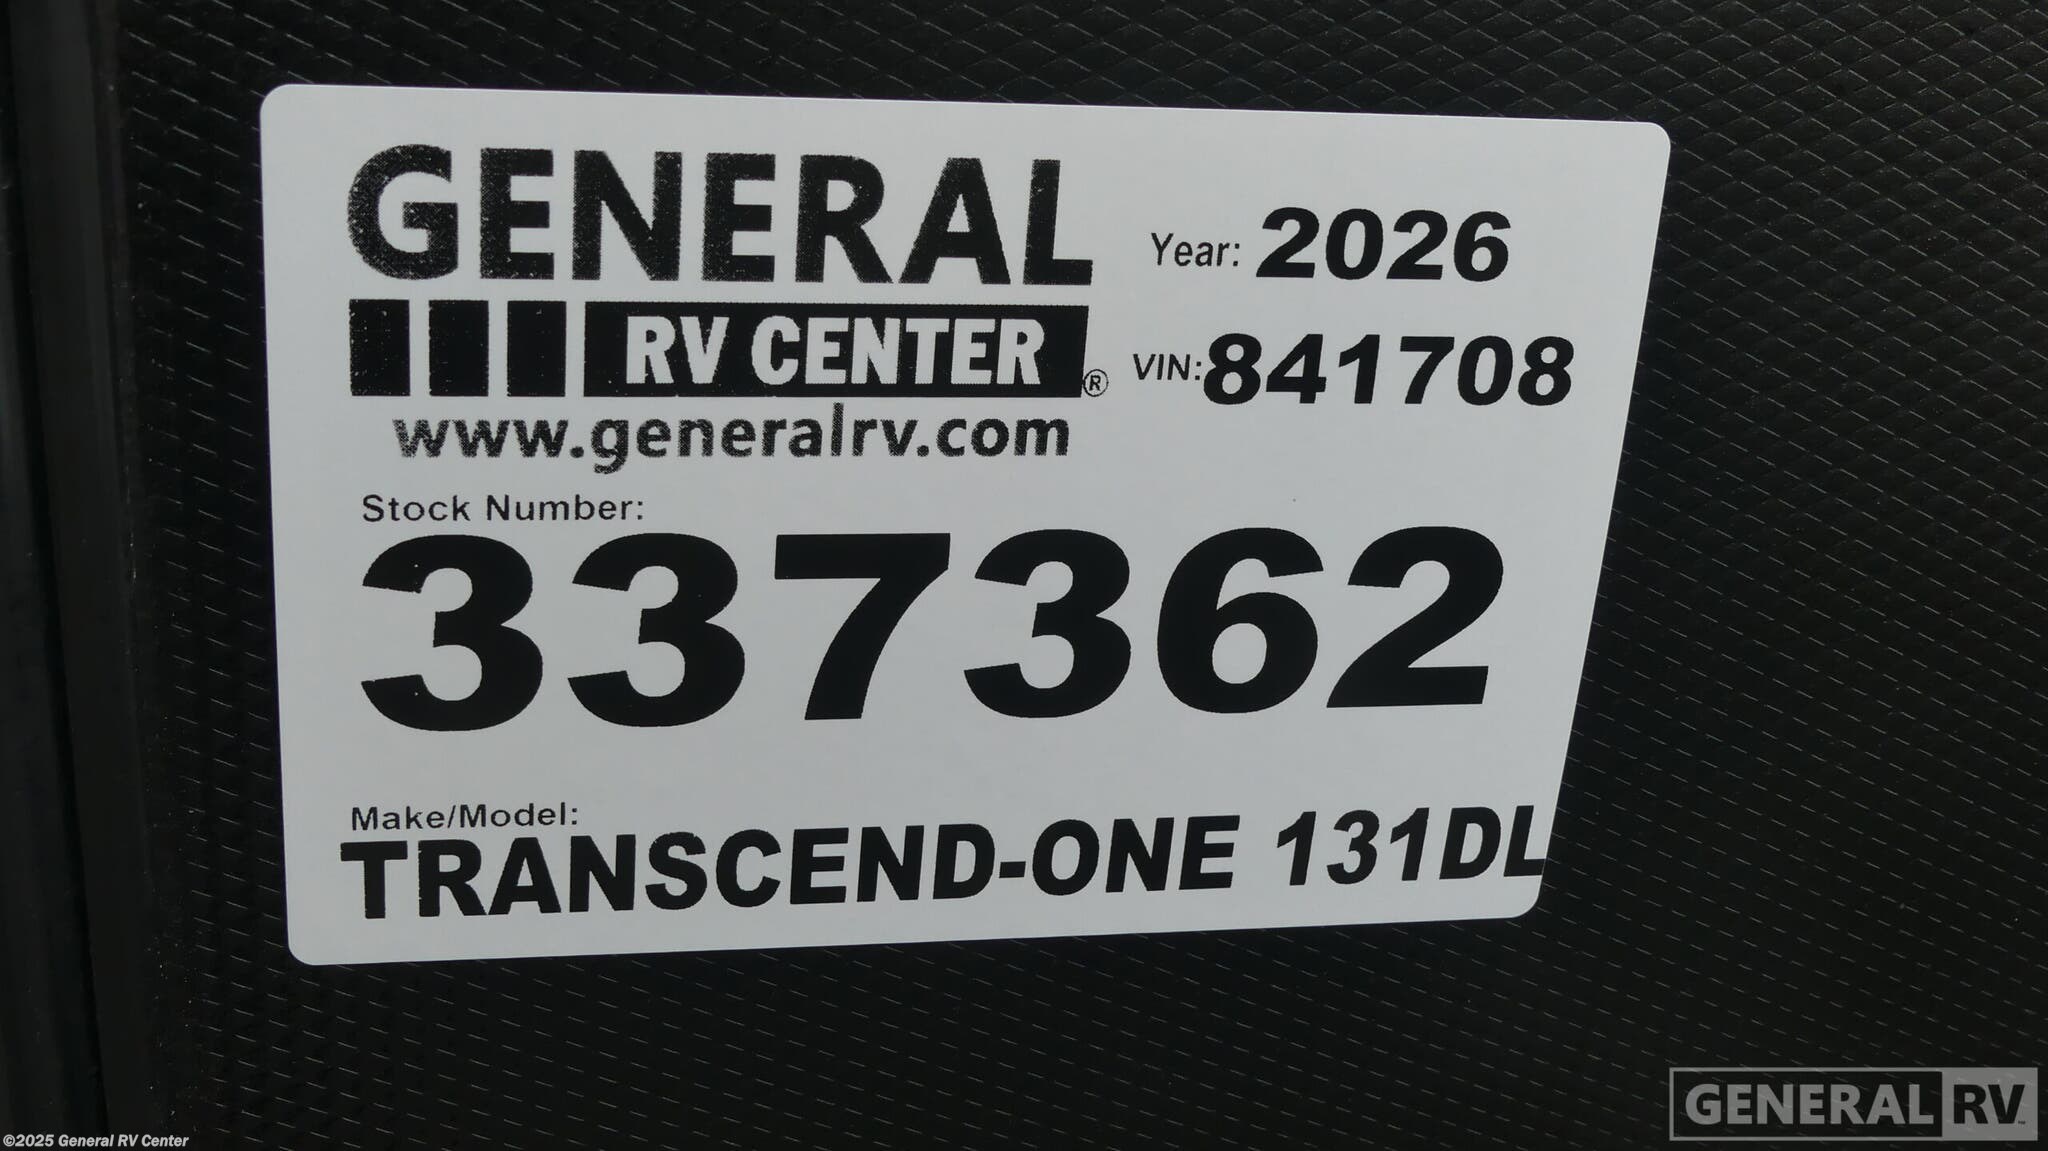 GENERAL
RV CENTER®
www.generalrv.com
Year: 2026
VIN: 841708
Stock Number:
337362
Make/Model:
TRANSCEND-ONE 131DL
GENERAL RV™
©2025 General RV Center